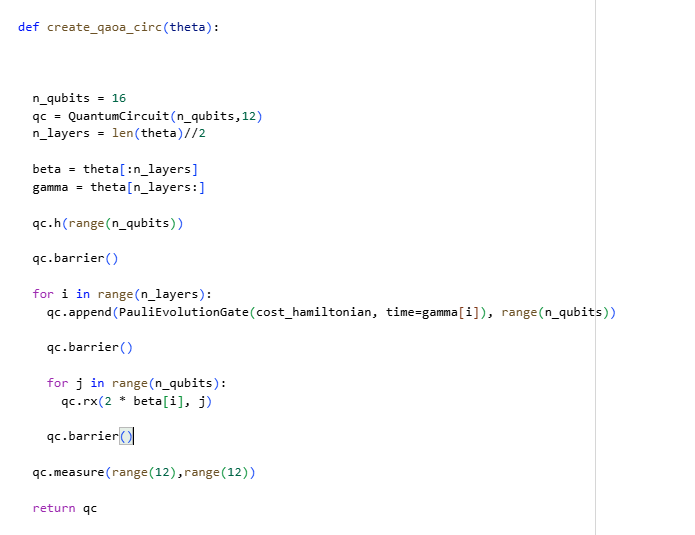 def create_qaoa_circ(theta):
n_qubits = 16
qc = QuantumCircuit(n_qubits,12)
n_layers = len(theta)//2
beta = theta[:n_layers]
gamma = theta[n_layers:]
qc.h(range(n_qubits))
qc.barrier()
for i in range(n_layers):
qc.append(PauliEvolutionGate(cost_hamiltonian, time=gamma[i]), range(n_qubits))
qc.barrier()
for j in range(n_qubits):
qc.rx(2 * beta[i], j)
qc.barrier()
qc.measure(range(12),range(12))
return qc